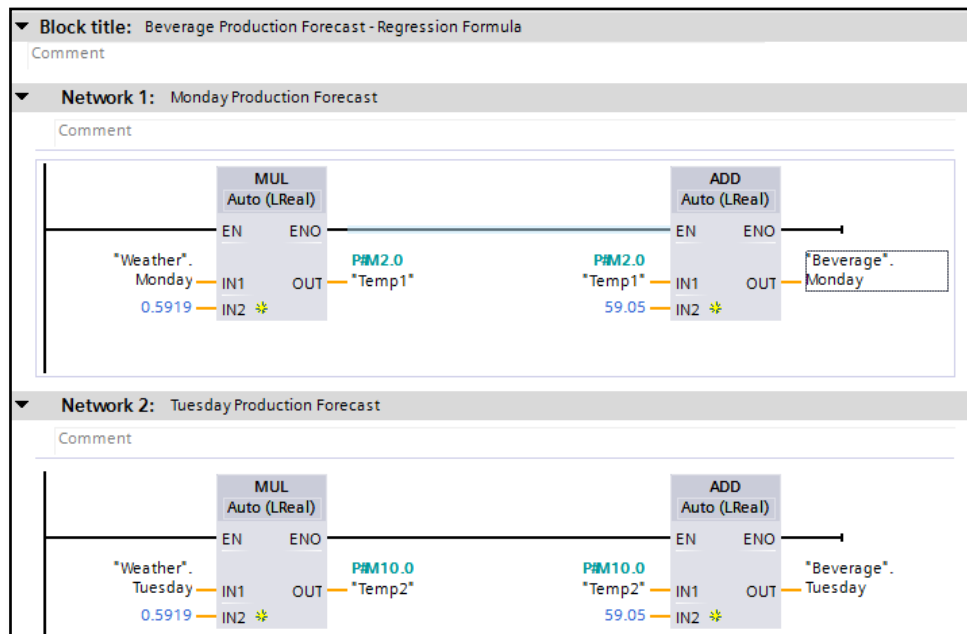 Block title: Beverage Production Forecast - Regression Formula
Comment
Network 1: Monday Production Forecast
Comment
MUL
Auto (LReal)
EN ENO
"Weather".
Monday
IN1
0.5919
IN2
OUT
P#M2.0
"Temp1"
ADD
Auto (LReal)
EN ENO
P#M2.0
"Temp1"
IN1
59.05
IN2
OUT
"Beverage".
Monday
Network 2: Tuesday Production Forecast
Comment
MUL
Auto (LReal)
EN ENO
"Weather".
Tuesday
IN1
0.5919
IN2
OUT
P#M10.0
"Temp2"
ADD
Auto (LReal)
EN ENO
P#M10.0
"Temp2"
IN1
59.05
IN2
OUT
"Beverage".
Tuesday